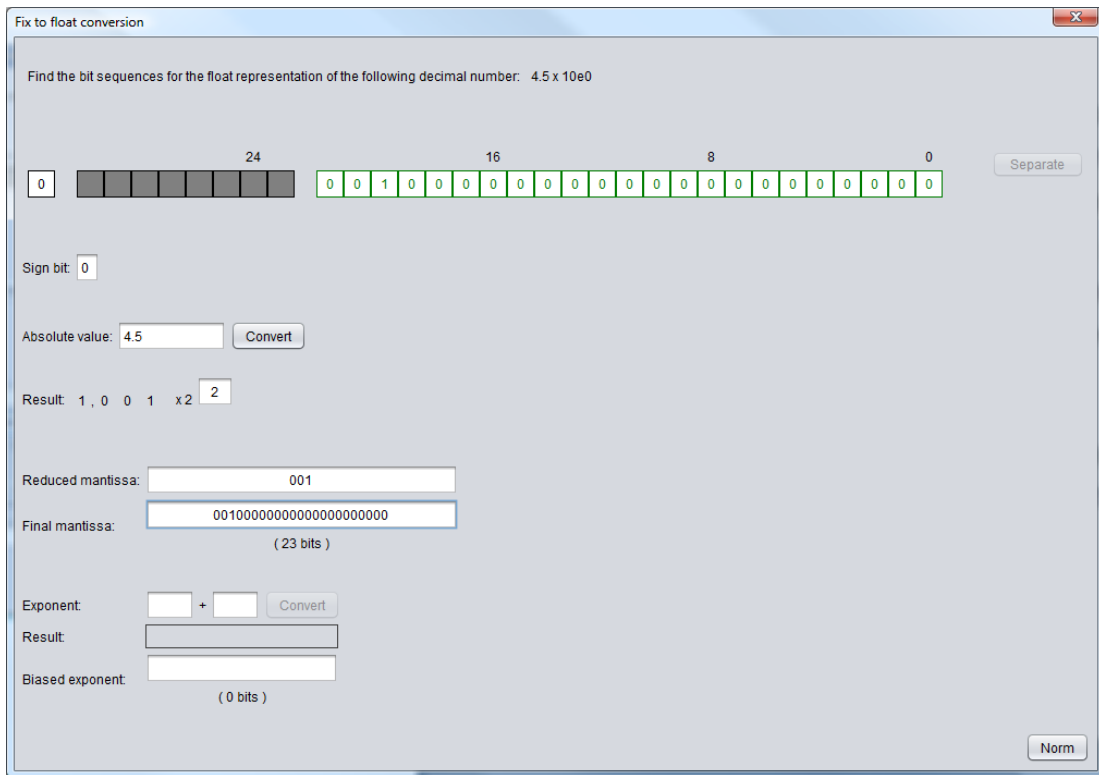 Fix to float conversion
Find the bit sequences for the float representation of the following decimal number: 4.5 x 10e0
24 16 8 0
0 0 0 1 0 0 0 0 0 0 0 0 0 0 0 0 0 0 0 0 0 0 0 0 Separate
Sign bit: 0
Absolute value: 4.5 Convert
Result: 1 , 0 0 1 x 2 2
Reduced mantissa: 001
Final mantissa: 00100000000000000000000
( 23 bits )
Exponent: + Convert
Result:
Biased exponent:
( 0 bits )
Norm